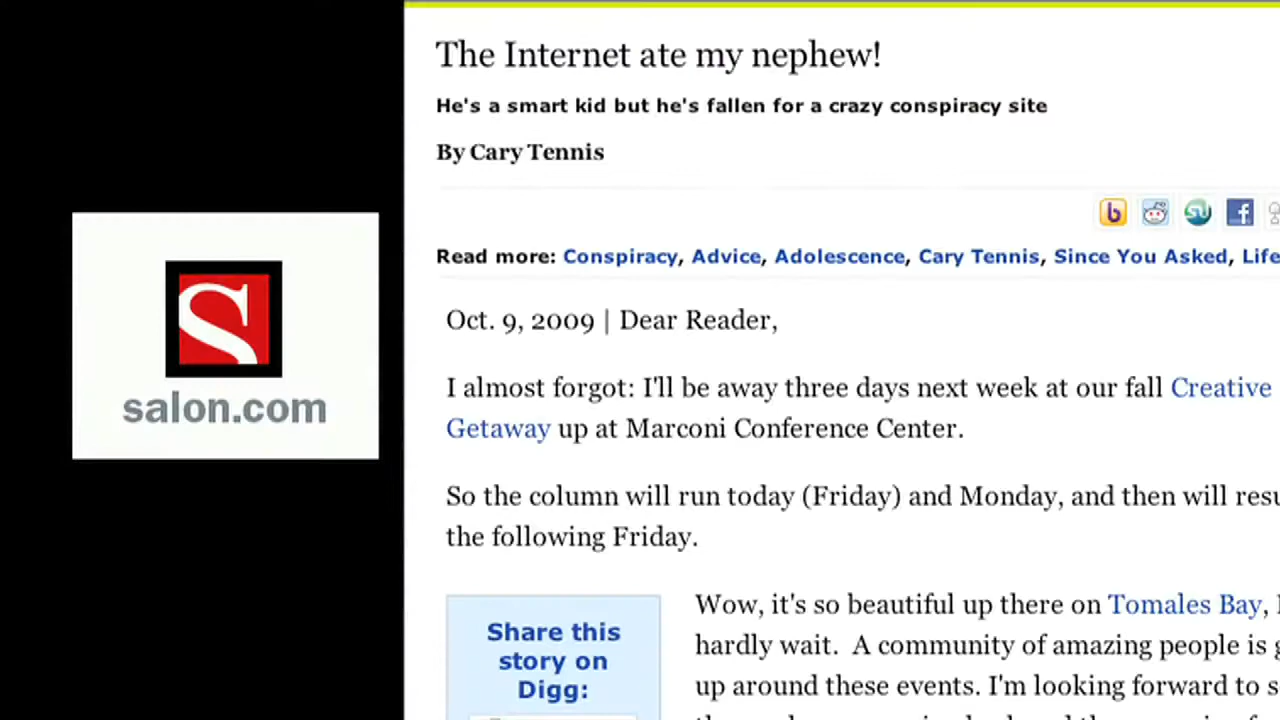 The Internet ate my nephew!
He's a smart kid but he's fallen for a crazy conspiracy site
By Cary Tennis
Read more: Conspiracy, Advice, Adolescence, Cary Tennis, Since You Asked, Life
Oct. 9, 2009 | Dear Reader,
salon.com
I almost forgot: I'll be away three days next week at our fall Creative
Getaway up at Marconi Conference Center.
So the column will run today (Friday) and Monday, and then will
the following Friday.
Share this
story on
Digg:
Wow, it's so beautiful up there on Tomales Bay,
hardly wait. A community of amazing people is
up around these events. I'm looking forward to